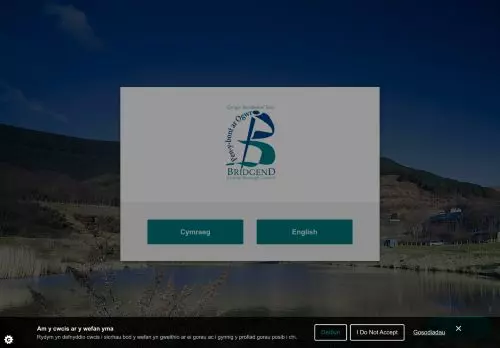 Cyngor Bwrdeistref Sirol
Pen-y-bont ar Ogwr
BRIDGEND
County Borough Council
Cymraeg
English
Am y cwcis ar y wefan yma
Rydym yn defnyddio cwcis i sicrhau bod y wefan yn gweithio ar ei gorau ac i gynnig y profiad gorau posib i chi.
Derbyn
I Do Not Accept
Gosodiadau